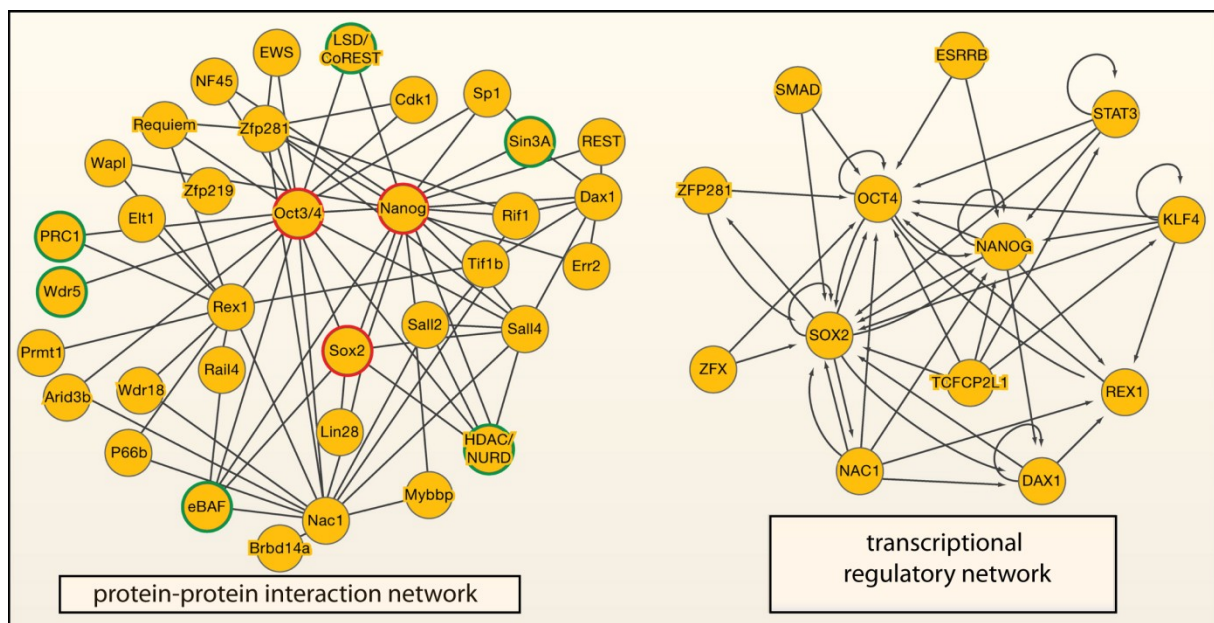 LSD/
CoREST
EWS
NF45
Cdk1
Sp1
Requiem
Zfp281
Sin3A
REST
Wapl
Zfp219
Oct3/4
Nanog
Rif1
Dax1
PRC1
Elt1
Tif1b
Err2
Wdr5
Rex1
Sall2
Sall4
Prmt1
Rail4
Sox2
Arid3b
Wdr18
Lin28
HDAC/
NURD
P66b
Mybbp
eBAF
Nac1
Brbd14a
protein-protein interaction network
ESRRB
SMAD
STAT3
ZFP281
OCT4
KLF4
NANOG
SOX2
ZFX
TCFCP2L1
REX1
NAC1
DAX1
transcriptional
regulatory network